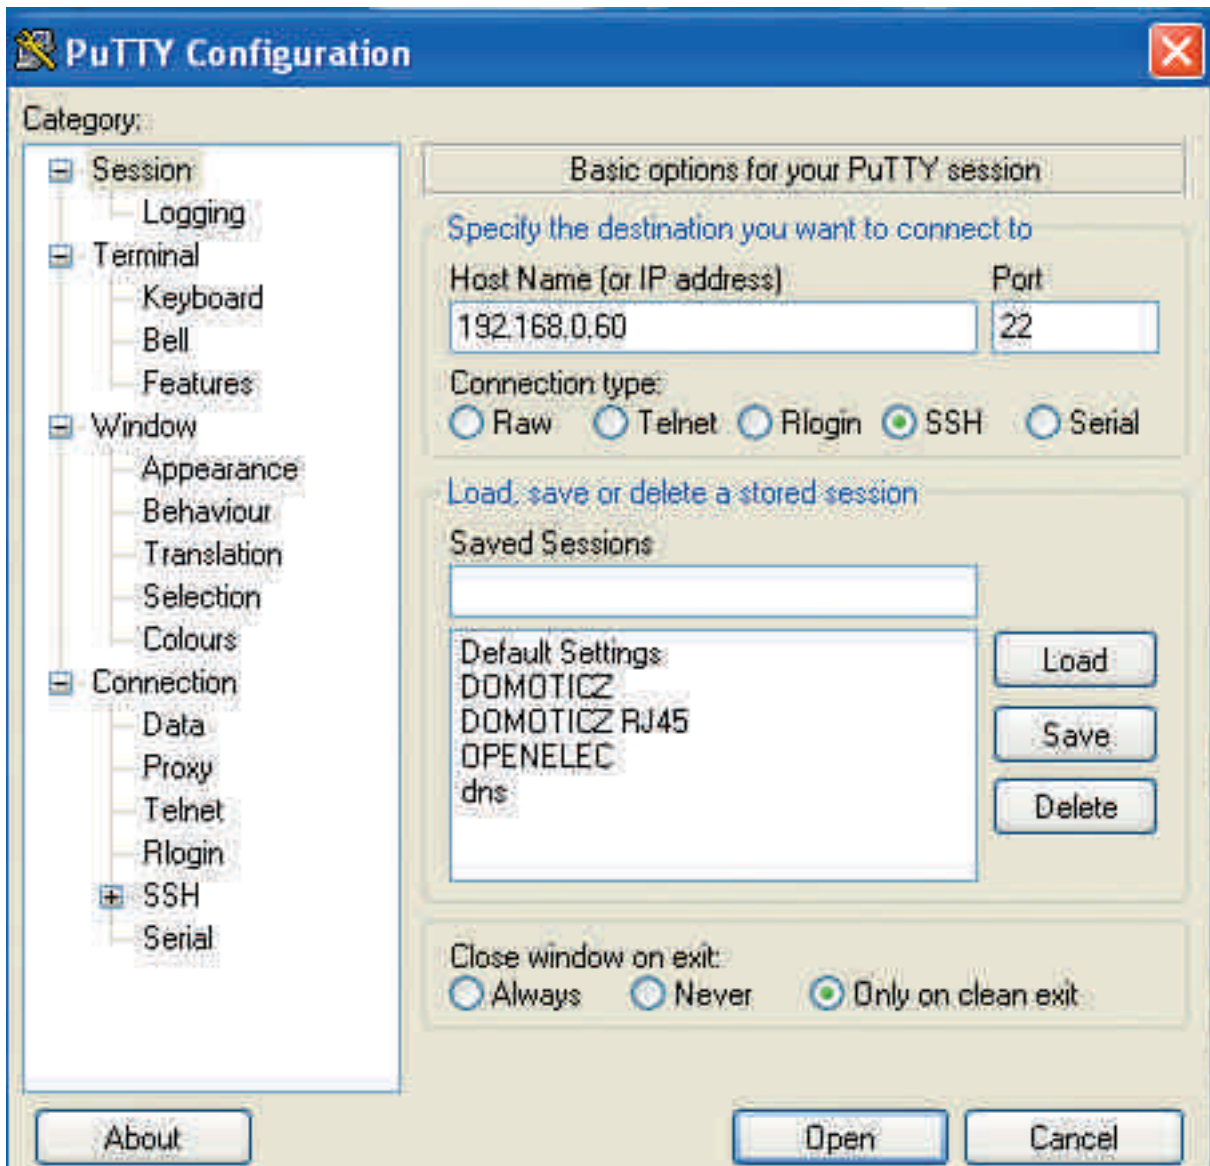 PuTTY Configuration
Category:
Session
Logging
Terminal
Keyboard
Bell
Features
Window
Appearance
Behaviour
Translation
Selection
Colours
Connection
Data
Proxy
Telnet
Rlogin
SSH
Serial
Basic options for your PuTTY session
Specify the destination you want to connect to
Host Name (or IP address) Port
192.168.0.60 22
Connection type:
Raw Telnet Rlogin SSH Serial
Load, save or delete a stored session
Saved Sessions
Default Settings
DOMOTICZ
DOMOTICZ RJ45
OPENELEC
dns
Load
Save
Delete
Close window on exit:
Always Never Only on clean exit
About Open Cancel